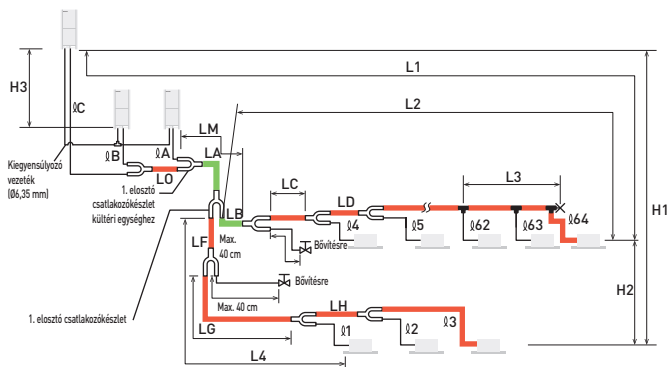 H3
ℓC
L1
L2
LM
ℓB
ℓA
LA
LO
Kiegyensúlyozó
vezeték
(Ø6,35 mm)
1. elosztó
csatlakozókészlet
kültéri egységhez
LB
LC
LD
L3
H1
ℓ4
ℓ5
ℓ62
ℓ63
ℓ64
Bővítésre
Max.
40 cm
LF
H2
Bővítésre
Max. 40 cm
1. elosztó csatlakozókészlet
LG
LH
ℓ1
ℓ2
ℓ3
L4